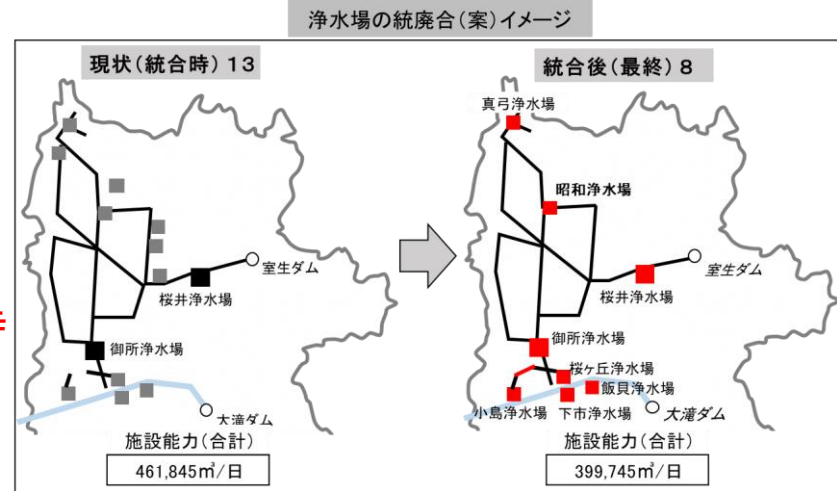 浄水場の統廃合(案)イメージ
現状(統合時)13
室生ダム
桜井浄水場
御所浄水場
大滝ダム
施設能力(合計)
461,845㎥/日
統合後(最終)8
真弓浄水場
昭和浄水場
室生ダム
桜井浄水場
御所浄水場
桜ヶ丘浄水場
飯貝浄水場
小島浄水場
下市浄水場
大滝ダム
施設能力(合計)
399,745㎥/日